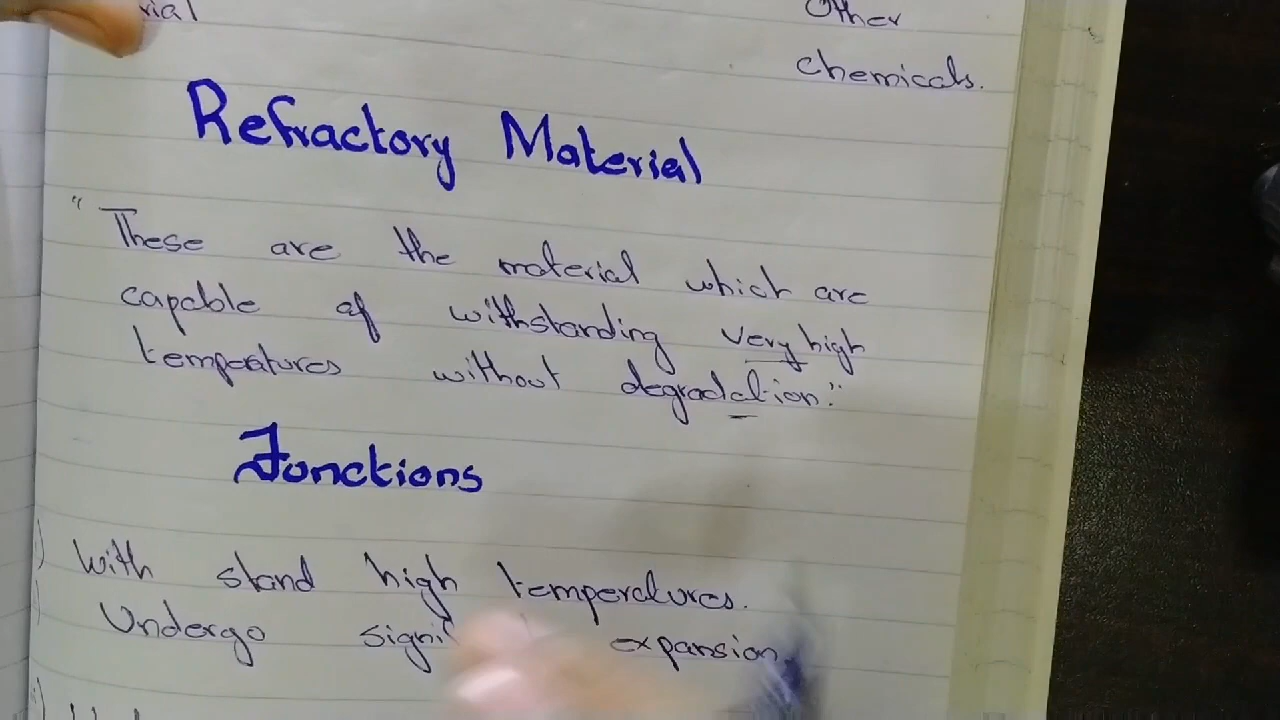 Other
chemicals.
Refractory Material
"These are the material which are
capable of withstanding very high
temperatures without degradation."
Functions
With stand high temperatures.
Undergo expansion.